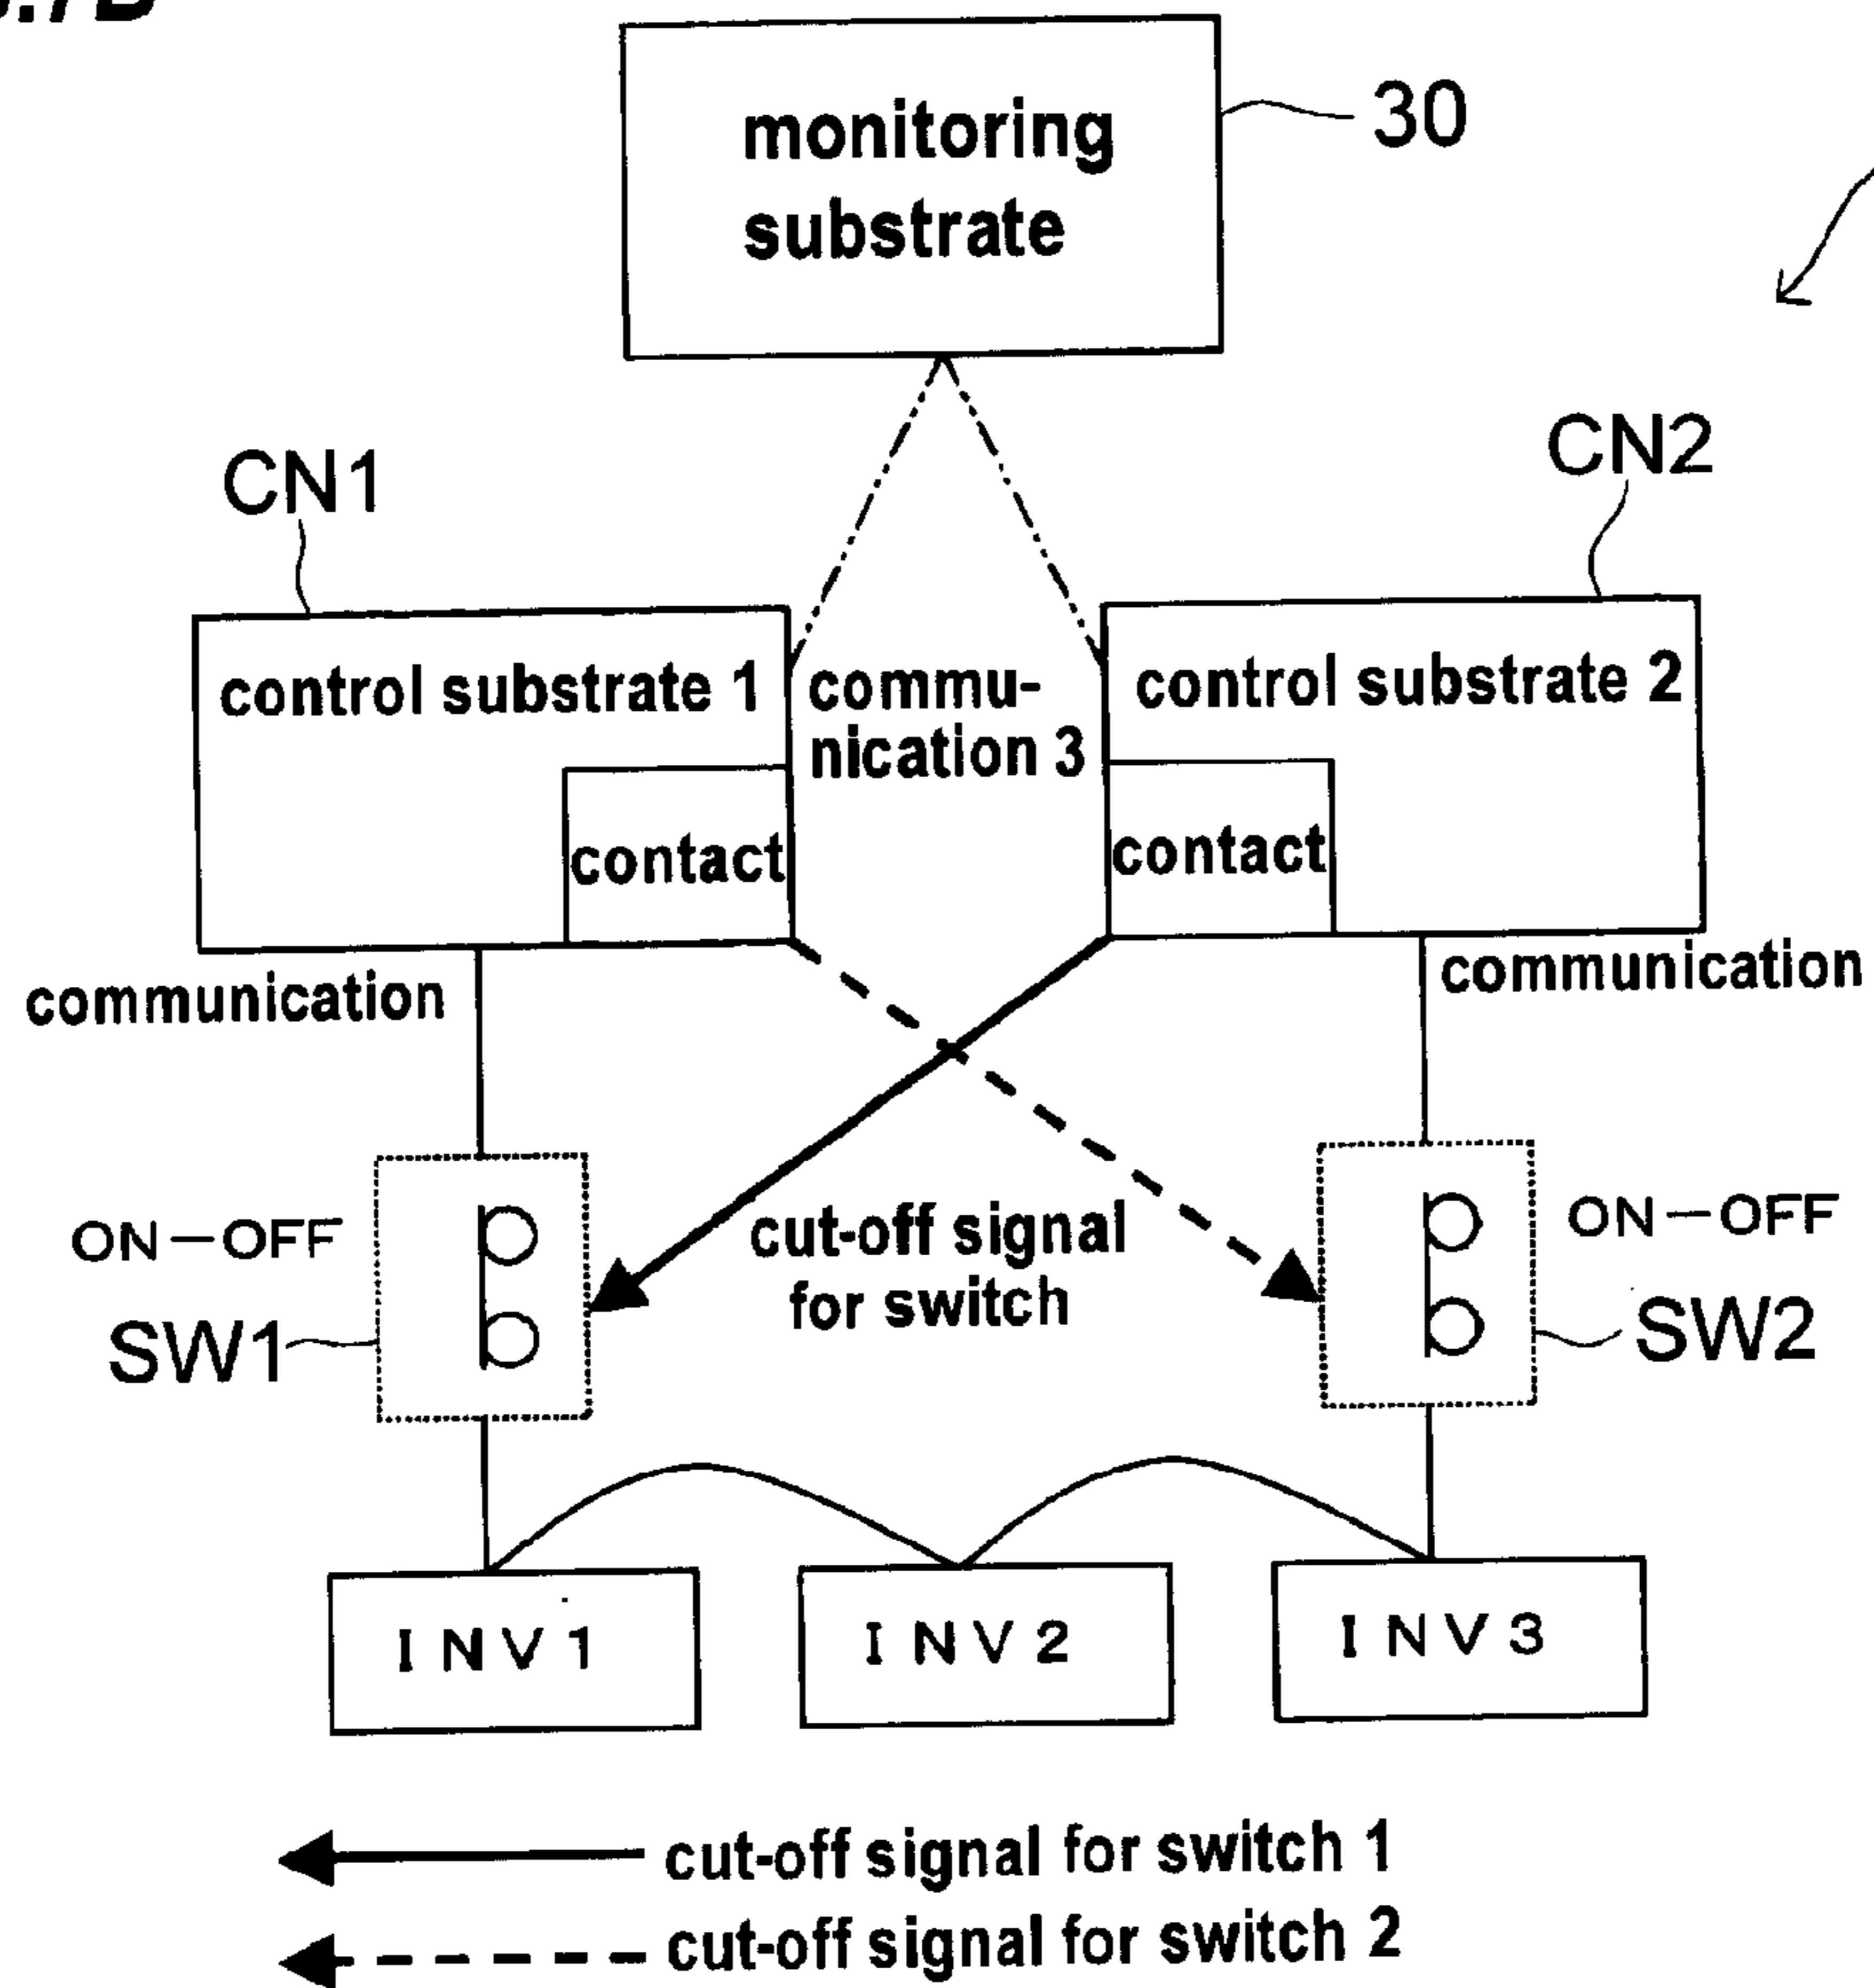 monitoring
substrate
30
CN1
CN2
control substrate 1
commu-
nication 3
control substrate 2
contact
contact
communication
communication
ON-OFF
SW1
cut-off signal
for switch
ON-OFF
SW2
INV1
INV2
INV3
cut-off signal for switch 1
cut-off signal for switch 2